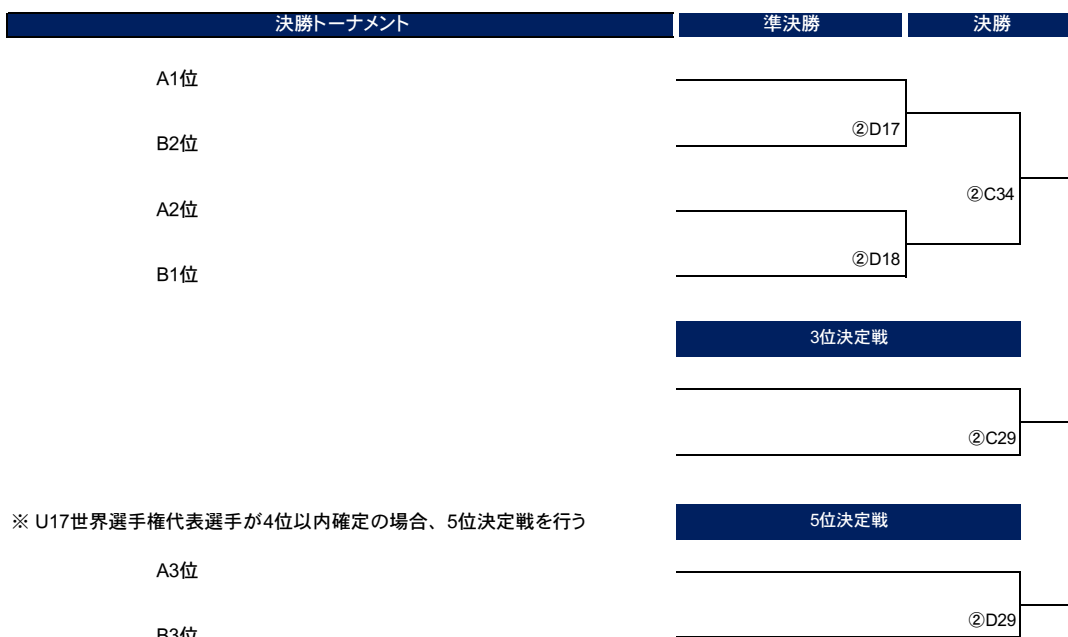 決勝トーナメント 準決勝 決勝
A1位
②D17
B2位
②C34
A2位
②D18
B1位
3位決定戦
②C29
※ U17世界選手権代表選手が4位以内確定の場合、5位決定戦を行う 5位決定戦
A3位
②D29
B3位